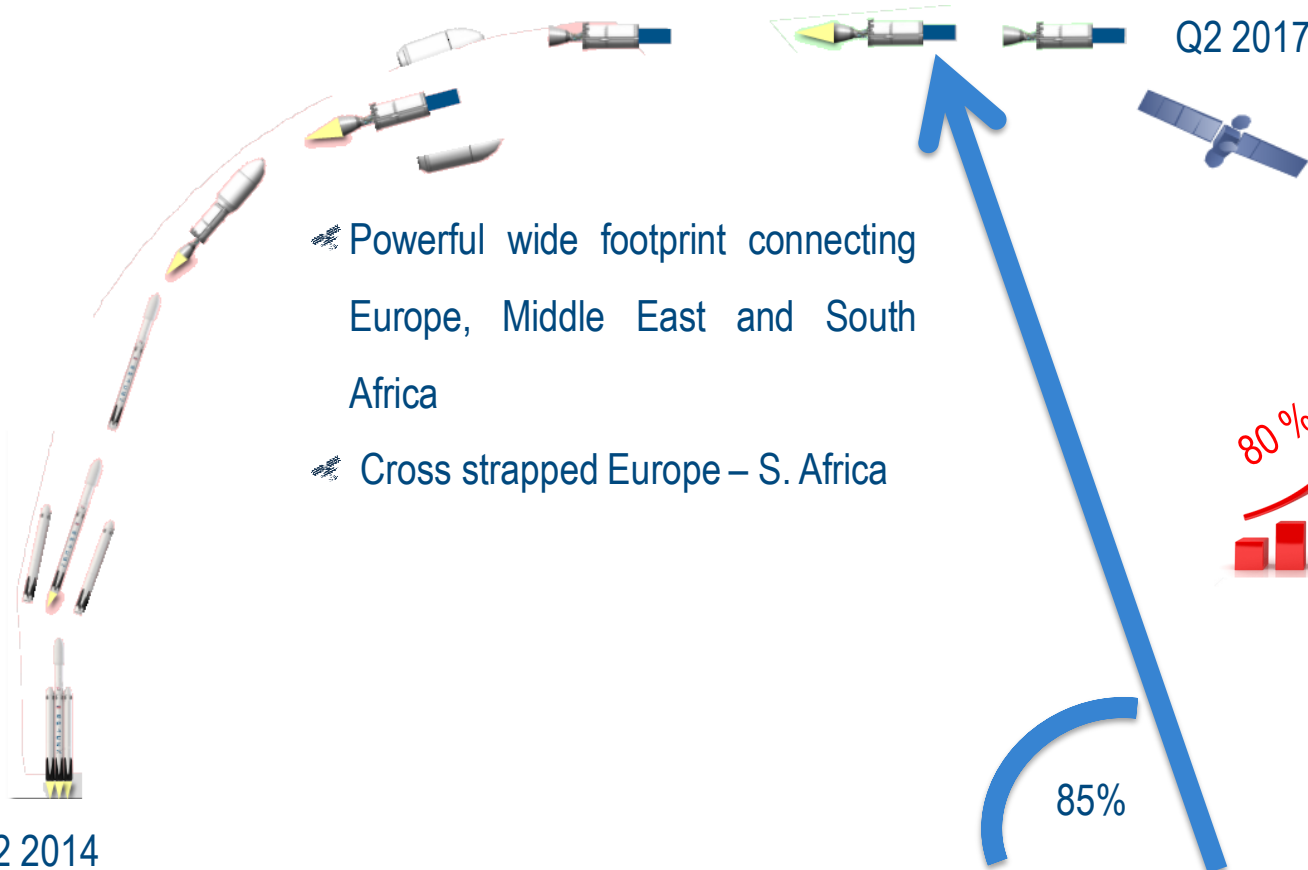 Q2 2017
Powerful wide footprint connecting
Europe, Middle East and South
Africa
Cross strapped Europe – S. Africa
80 %
85%
2 2014